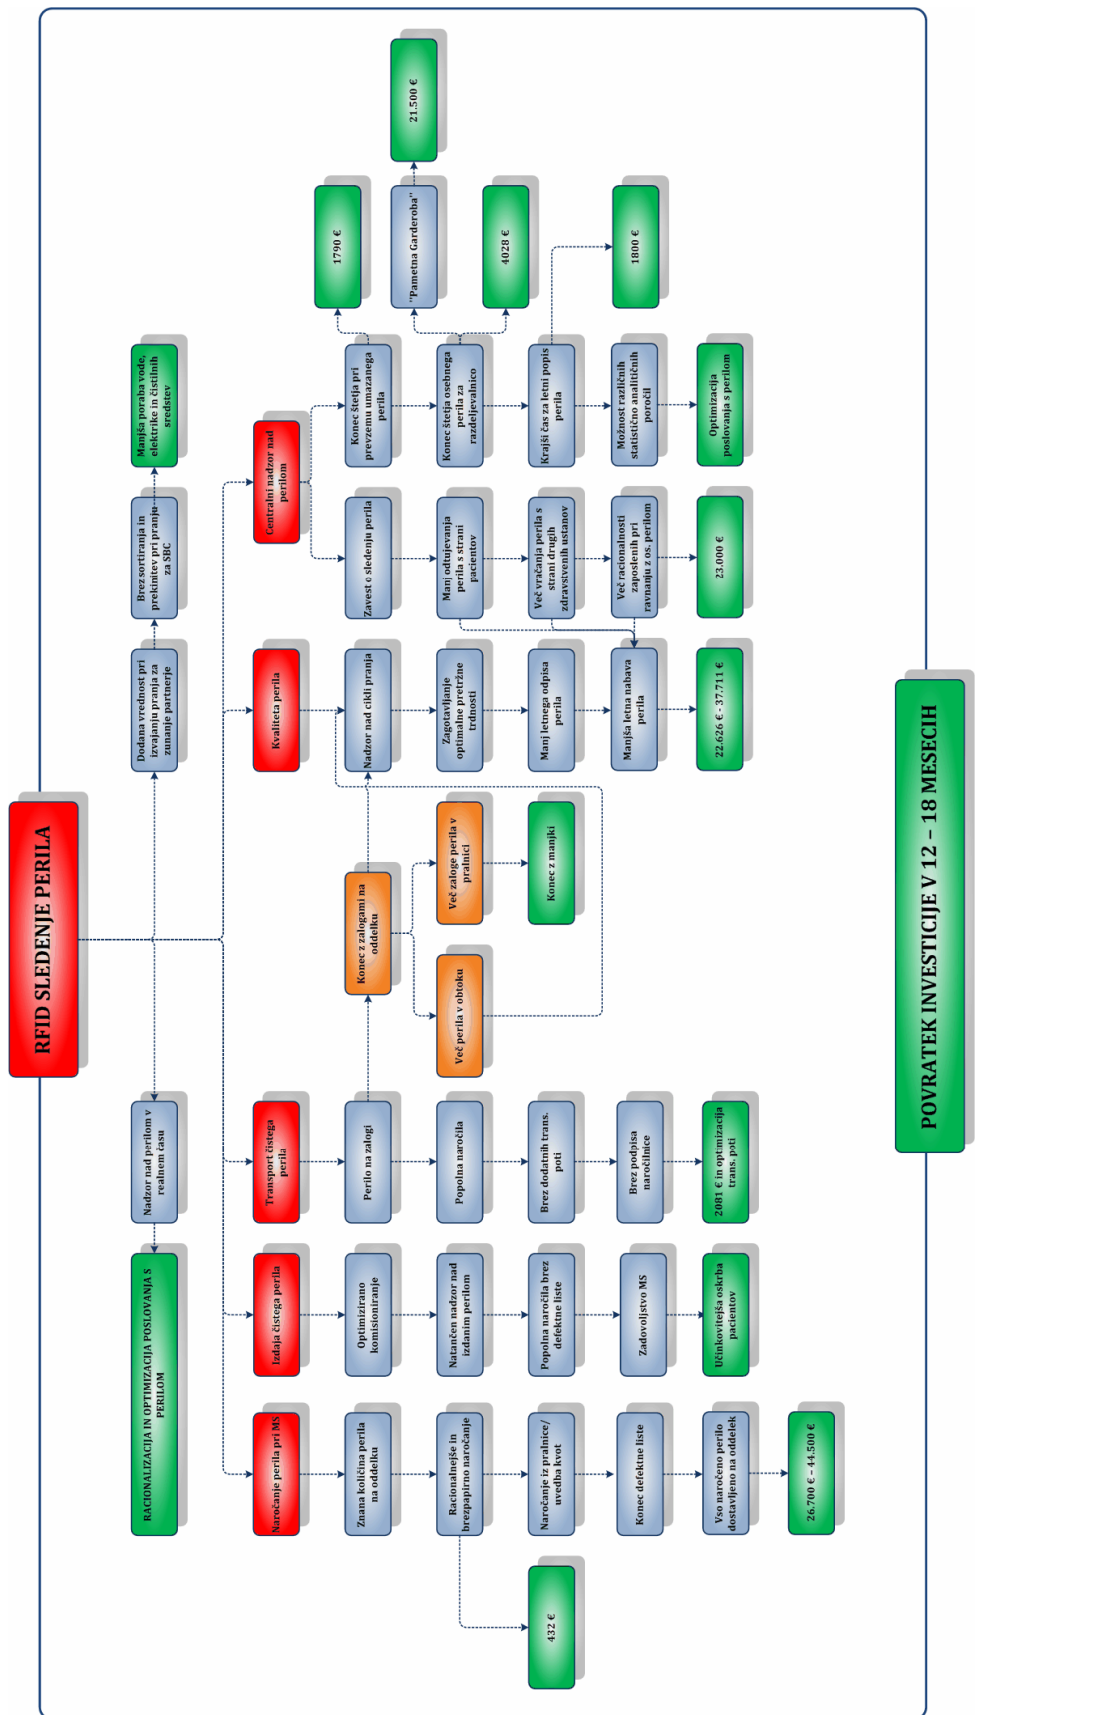 RFID SLEDENJE PERILA
RACIONALIZACIJA IN OPTIMIZACIJA POSLOVANJA S
PERILOM
Nadzor nad perilom v
realnem času
Dodana vrednost pri
izvajanju pranja za
zunanje partnerje
Brez sortiranja in
prekinitev pri pranju
za SBC
Manjša poraba vode,
elektrike in čistilnih
sredstev
Naročanje perila pri MS
Izdaja čistega perila
Transport čistega
perila
Kvaliteta perila
Centralni nadzor nad
perilom
Znana količina perila
na oddelku
Racionalnejše in
brezpapirno naročanje
432 €
Naročanje iz pralnice/
uvedba kvot
Konec defektne liste
Vso naročeno perilo
dostavljeno na oddelek
26.700 € – 44.500 €
Optimizirano
komisioniranje
Natančen nadzor nad
izdanim perilom
Popolna naročila brez
defektne liste
Zadovoljstvo MS
Učinkovitejša oskrba
pacientov
Perilo na zalogi
Popolna naročila
Brez dodatnih trans.
poti
Brez podpisa
naročilnice
2081 € in optimizacija
trans. poti
Konec z zalogami na
oddelku
Več perila v obtoku
Več zaloge perila v
pralnici
Konec z manjki
Nadzor nad cikli pranja
Zagotavljanje
optimalne pretržne
trdnosti
Manj letnega odpisa
perila
Manjša letna nabava
perila
22.626 € - 37.711 €
Zavest o sledenju perila
Manj odtujevanja
perila s strani
pacientov
Več vračanja perila s
strani drugih
zdravstvenih ustanov
Več racionalnosti
zaposlenih pri
ravnanju z os. perilom
23.000 €
Konec štetja pri
prevzemu umazanega
perila
1790 €
Konec štetja osebnega
perila za
razdeljevalnico
"Pametna Garderoba"
21.500 €
4028 €
Krajši čas za letni popis
perila
1800 €
Možnost različnih
statistično analitičnih
poročil
Optimizacija
poslovanja s perilom
POVRATEK INVESTICIJE V 12 – 18 MESECIH